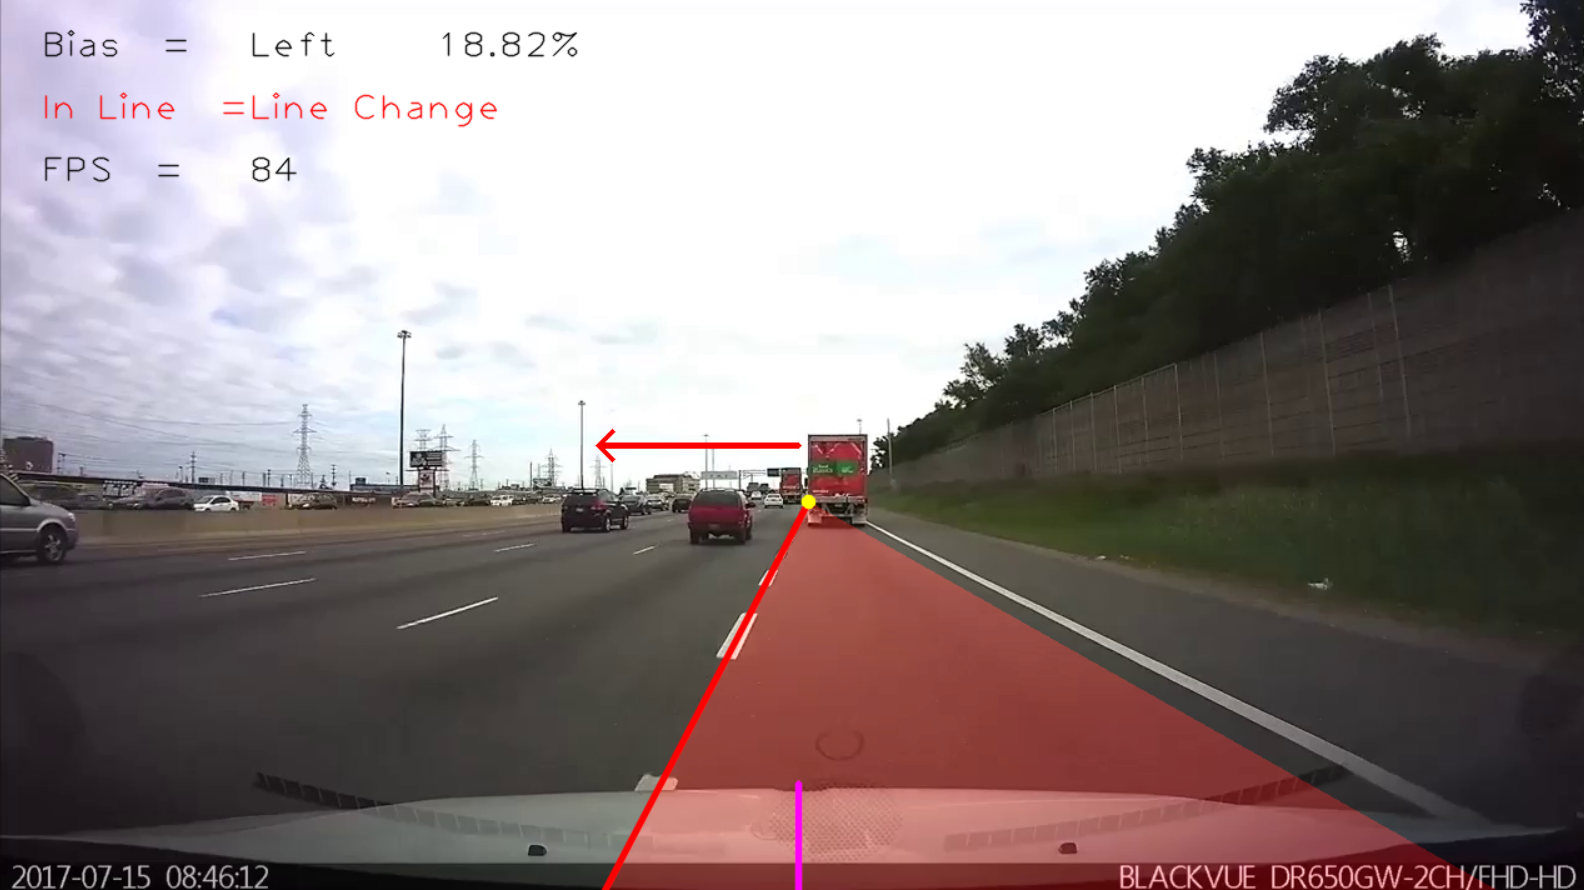 Bias = Left 18.82%
In Line =Line Change
FPS = 84
2017-07-15 08:46:12
BLACKVUE DR650GW-2CH/FHD-HD